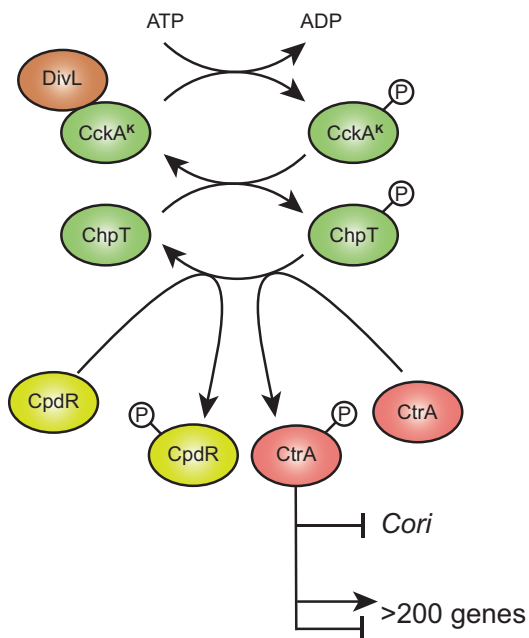 ATP ADP
DivL
P
CckAᴷ CckAᴷ
P
ChpT ChpT
CpdR P P CtrA
CpdR CtrA
Cori
>200 genes